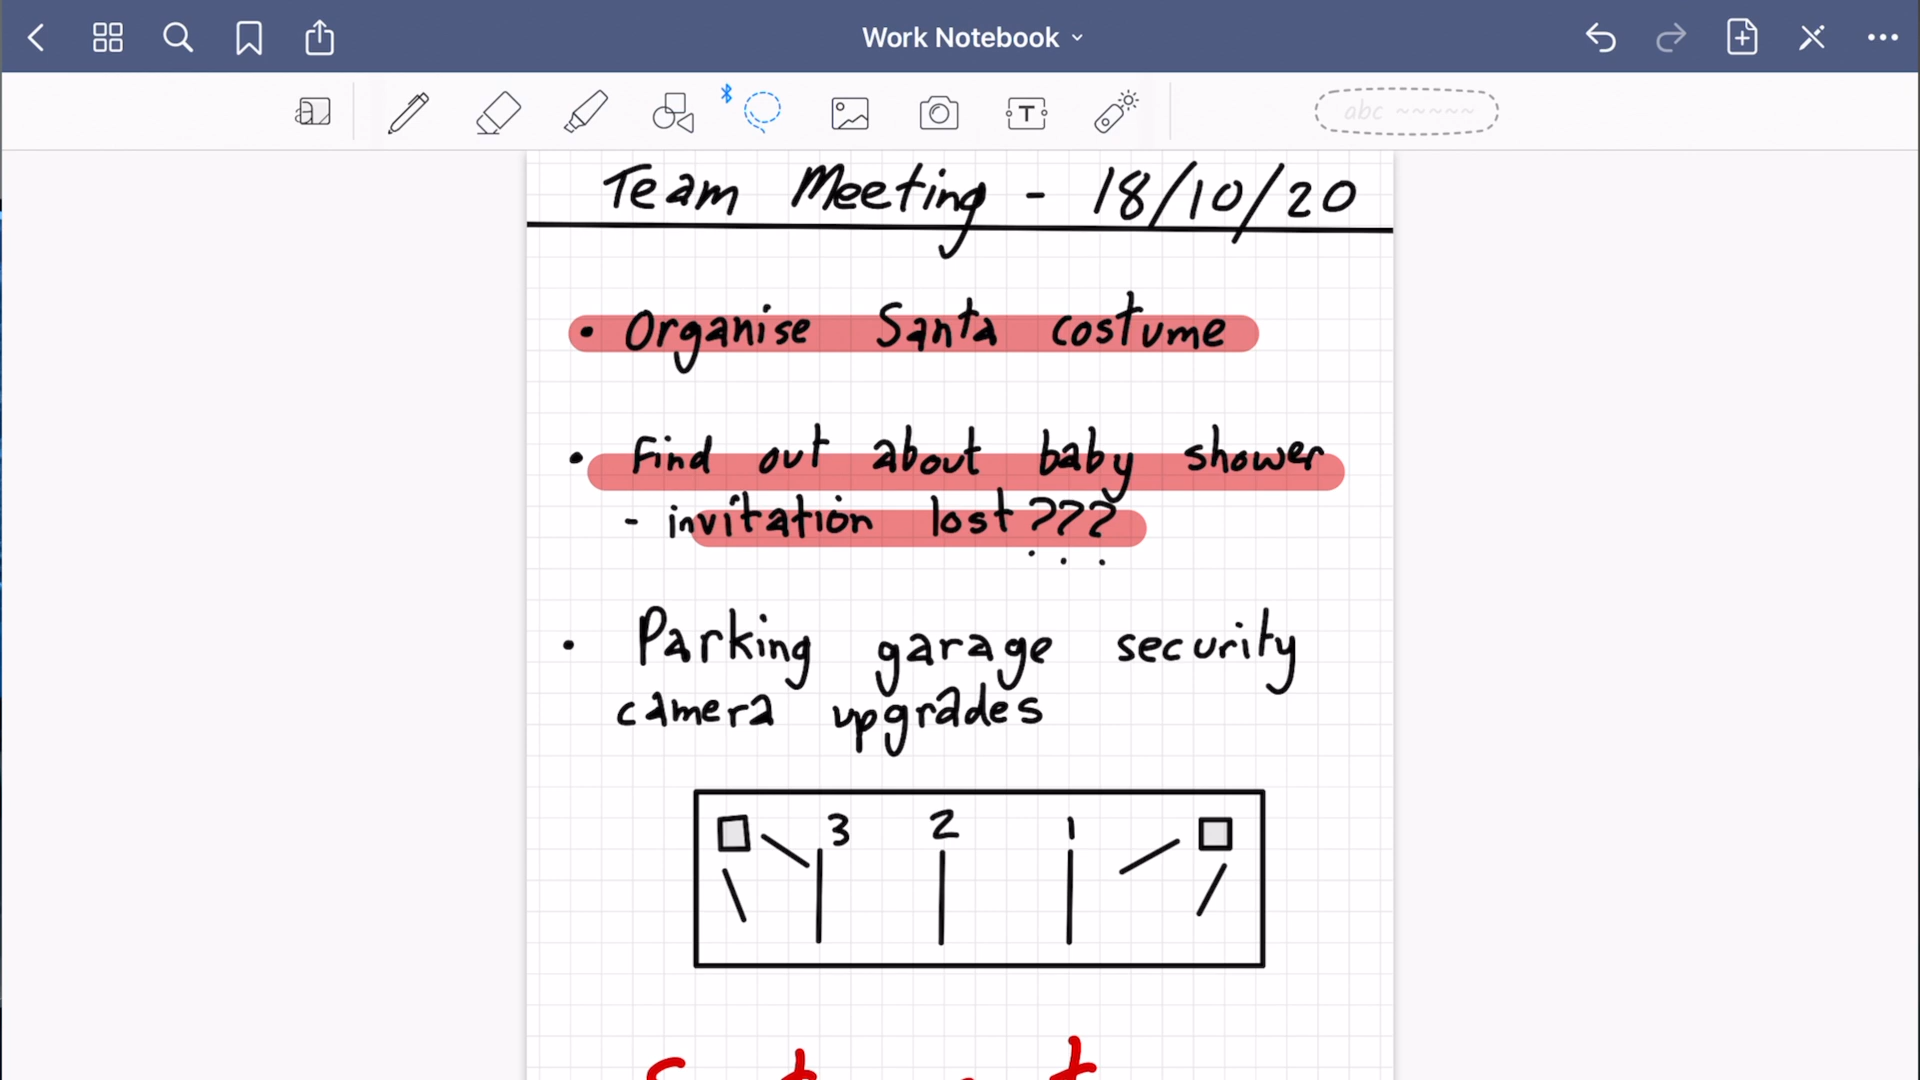 Work Notebook
abc
Team Meeting - 18/10/20
• Organise Santa costume
• Find out about baby shower
- invitation lost???
• Parking garage security
camera upgrades
3 2 1